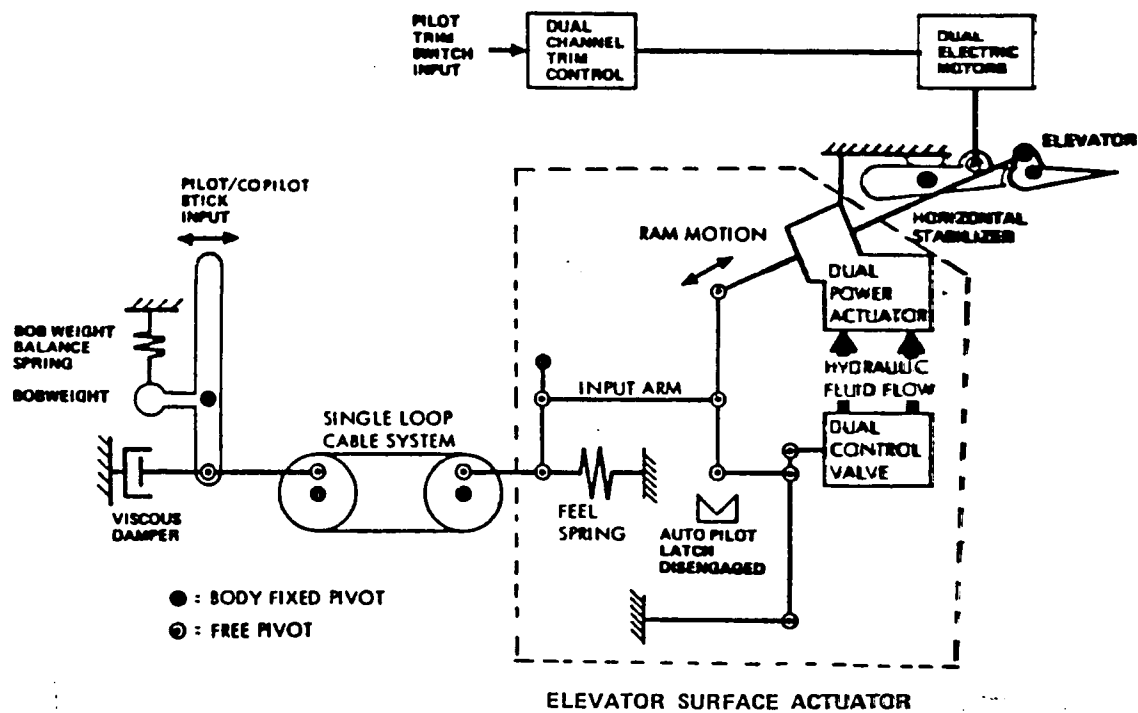 PILOT
TRIM
SWITCH
INPUT
DUAL
CHANNEL
TRIM
CONTROL
DUAL
ELECTRIC
MOTORS
ELEVATOR
PILOT/COPILOT
STICK
INPUT
HORIZONTAL
STABILIZER
RAM MOTION
DUAL
POWER
ACTUATOR
BOB WEIGHT
BALANCE
SPRING
BOBWEIGHT
HYDRAULIC
FLUID FLOW
INPUT ARM
SINGLE LOOP
CABLE SYSTEM
DUAL
CONTROL
VALVE
VISCOUS
DAMPER
FEEL
SPRING
AUTO PILOT
LATCH
DISENGAGED
= BODY FIXED PIVOT
: FREE PIVOT
ELEVATOR SURFACE ACTUATOR